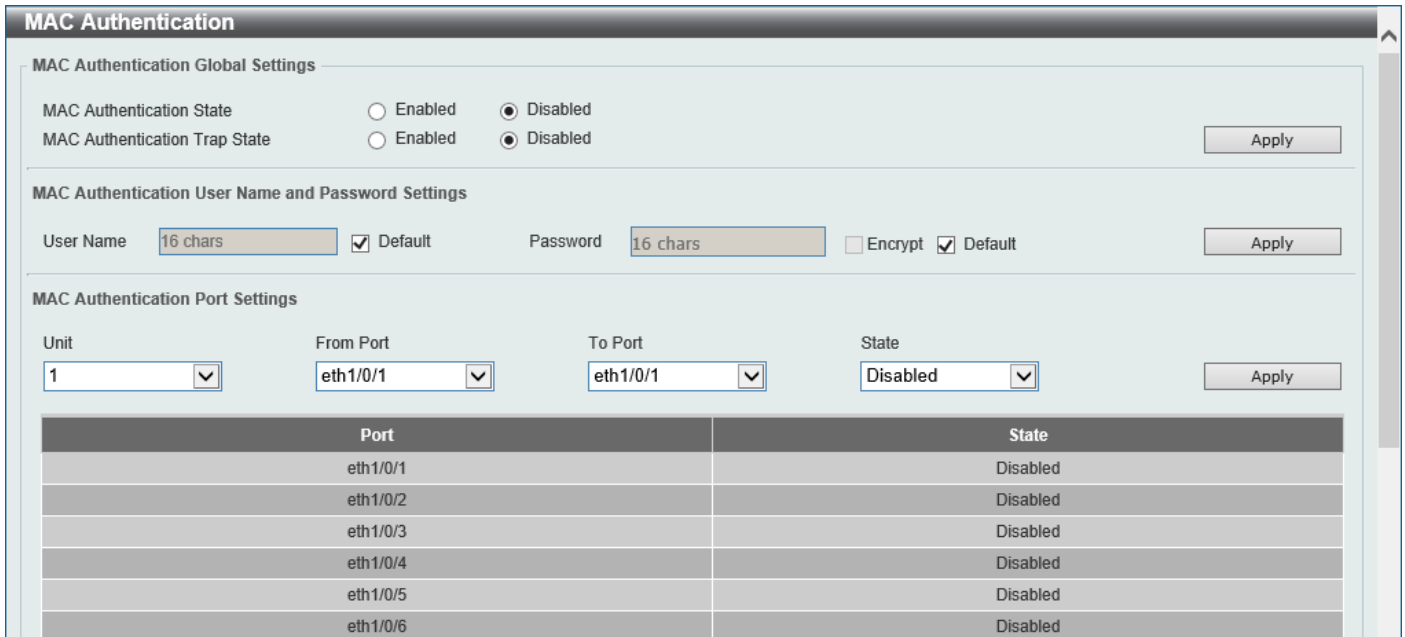 MAC Authentication
MAC Authentication Global Settings
MAC Authentication State Enabled Disabled
MAC Authentication Trap State Enabled Disabled Apply
MAC Authentication User Name and Password Settings
User Name 16 chars Default Password 16 chars Encrypt Default Apply
MAC Authentication Port Settings
Unit From Port To Port State
1 eth1/0/1 eth1/0/1 Disabled Apply
Port State
eth1/0/1 Disabled
eth1/0/2 Disabled
eth1/0/3 Disabled
eth1/0/4 Disabled
eth1/0/5 Disabled
eth1/0/6 Disabled